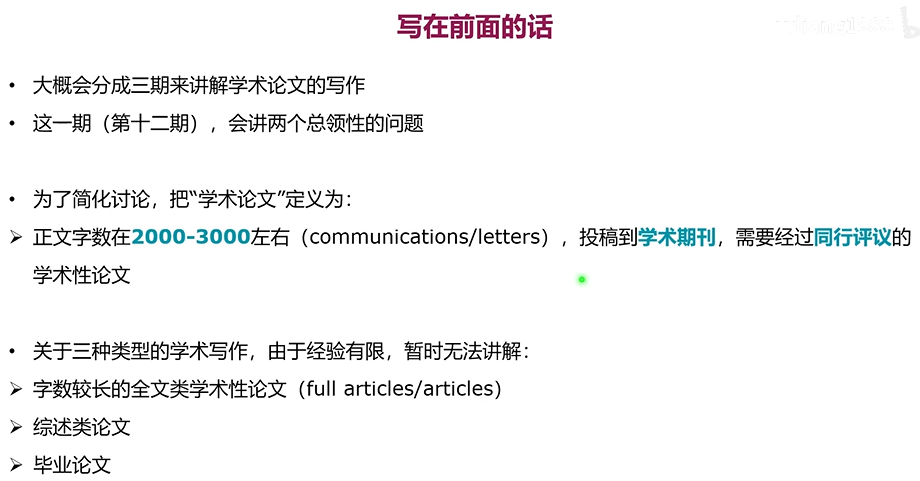 写在前面的话
• 大概会分成三期来讲解学术论文的写作
• 这一期（第十二期），会讲两个总领性的问题
• 为了简化讨论，把“学术论文”定义为：
➢ 正文字数在2000-3000左右（communications/letters），投稿到学术期刊，需要经过同行评议的
学术性论文
• 关于三种类型的学术写作，由于经验有限，暂时无法讲解：
➢ 字数较长的全文类学术性论文（full articles/articles）
➢ 综述类论文
➢ 毕业论文